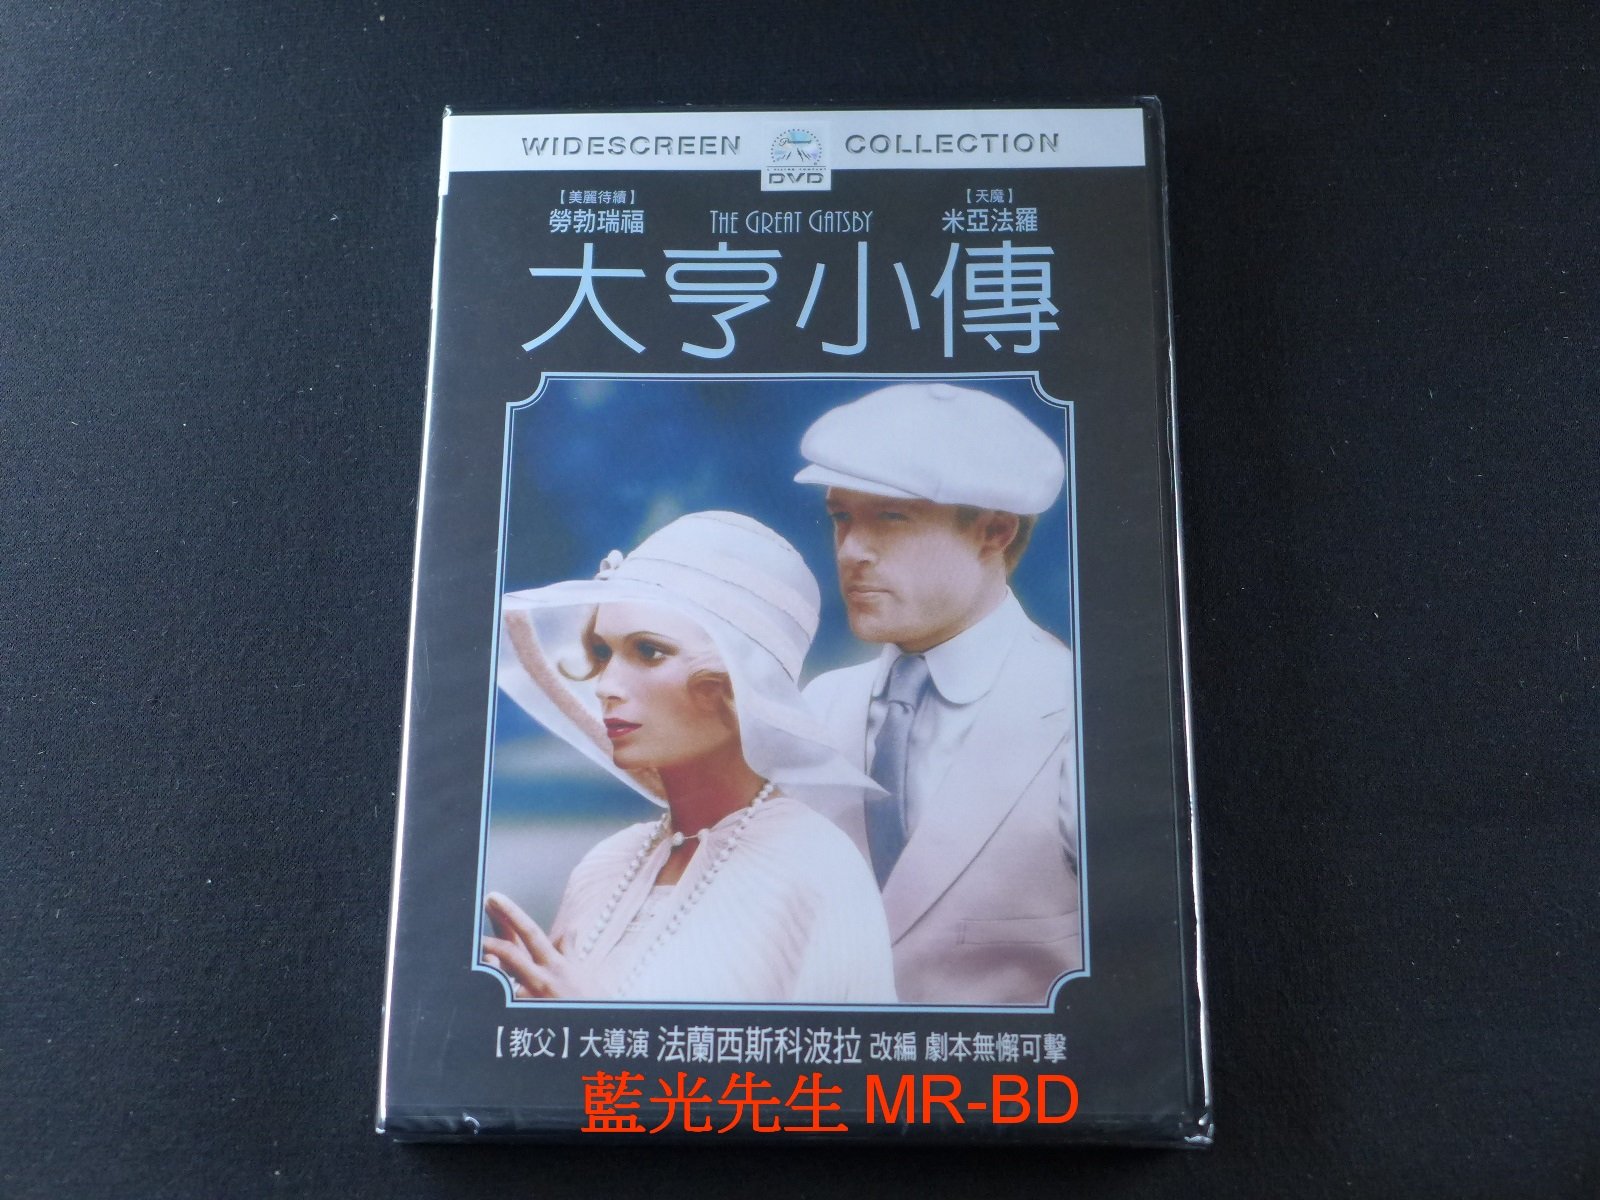 WIDESCREEN COLLECTION
Paramount
DVD
【美麗待續】
勞勃瑞福
THE GREAT GATSBY
【天魔】
米亞法羅
大亨小傳
【教父】大導演 法蘭西斯科波拉 改編 劇本無懈可擊
藍光先生 MR-BD